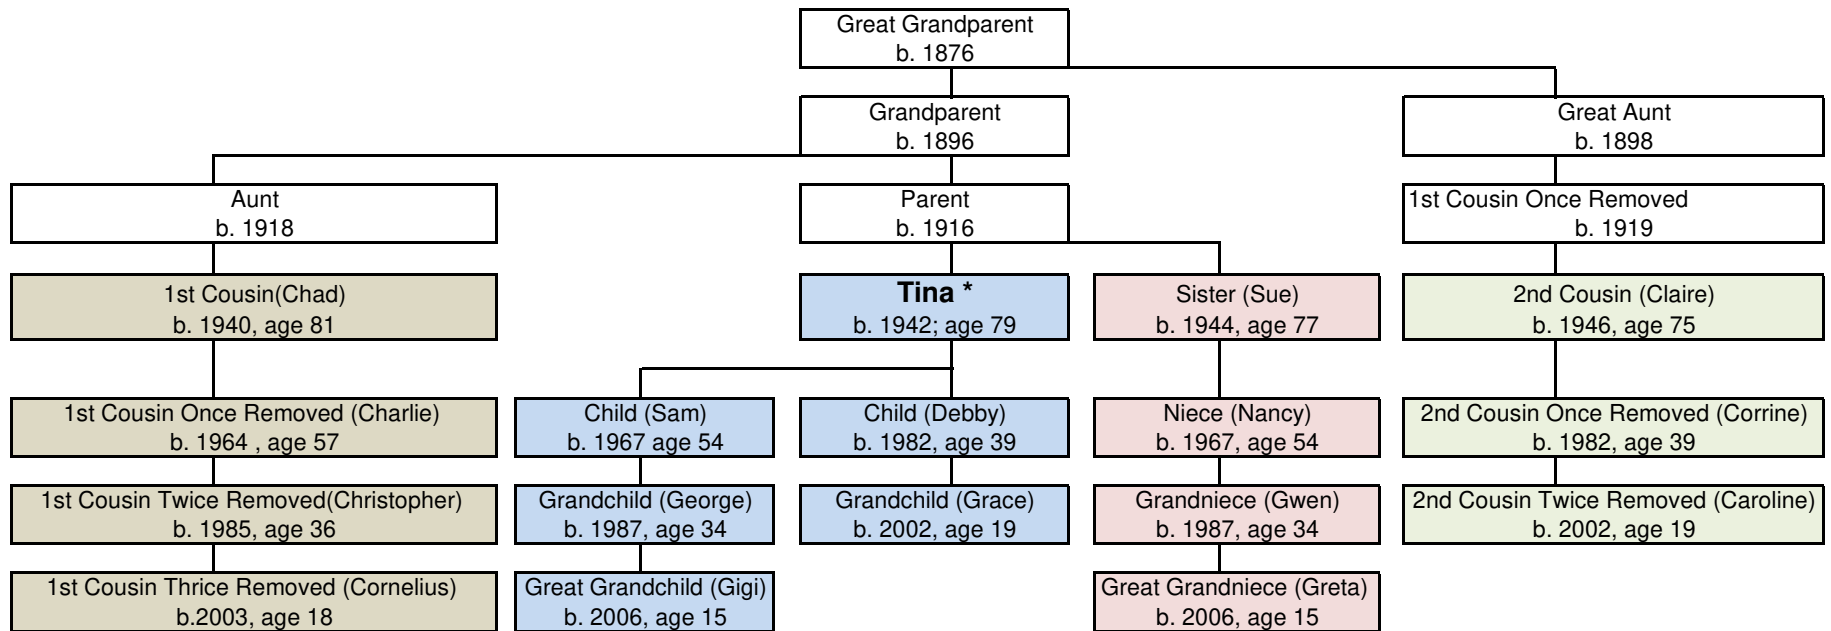 Great Grandparent
b. 1876
Grandparent
b. 1896
Great Aunt
b. 1898
Aunt
b. 1918
Parent
b. 1916
1st Cousin Once Removed
b. 1919
1st Cousin(Chad)
b. 1940, age 81
Tina *
b. 1942; age 79
Sister (Sue)
b. 1944, age 77
2nd Cousin (Claire)
b. 1946, age 75
1st Cousin Once Removed (Charlie)
b. 1964 , age 57
Child (Sam)
b. 1967 age 54
Child (Debby)
b. 1982, age 39
Niece (Nancy)
b. 1967, age 54
2nd Cousin Once Removed (Corrine)
b. 1982, age 39
1st Cousin Twice Removed(Christopher)
b. 1985, age 36
Grandchild (George)
b. 1987, age 34
Grandchild (Grace)
b. 2002, age 19
Grandniece (Gwen)
b. 1987, age 34
2nd Cousin Twice Removed (Caroline)
b. 2002, age 19
1st Cousin Thrice Removed (Cornelius)
b.2003, age 18
Great Grandchild (Gigi)
b. 2006, age 15
Great Grandniece (Greta)
b. 2006, age 15